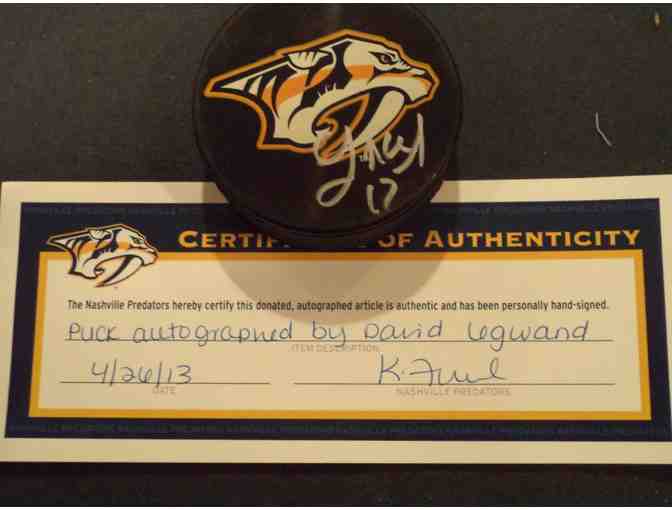 17
CERTI OF AUTHENTICITY
The Nashville Predators hereby certify this donated, autographed article is authentic and has been personally hand-signed.
Puck autographed by David Legwand
ITEM DESCRIPTION
4/26/13
DATE
NASHVILLE PREDATORS